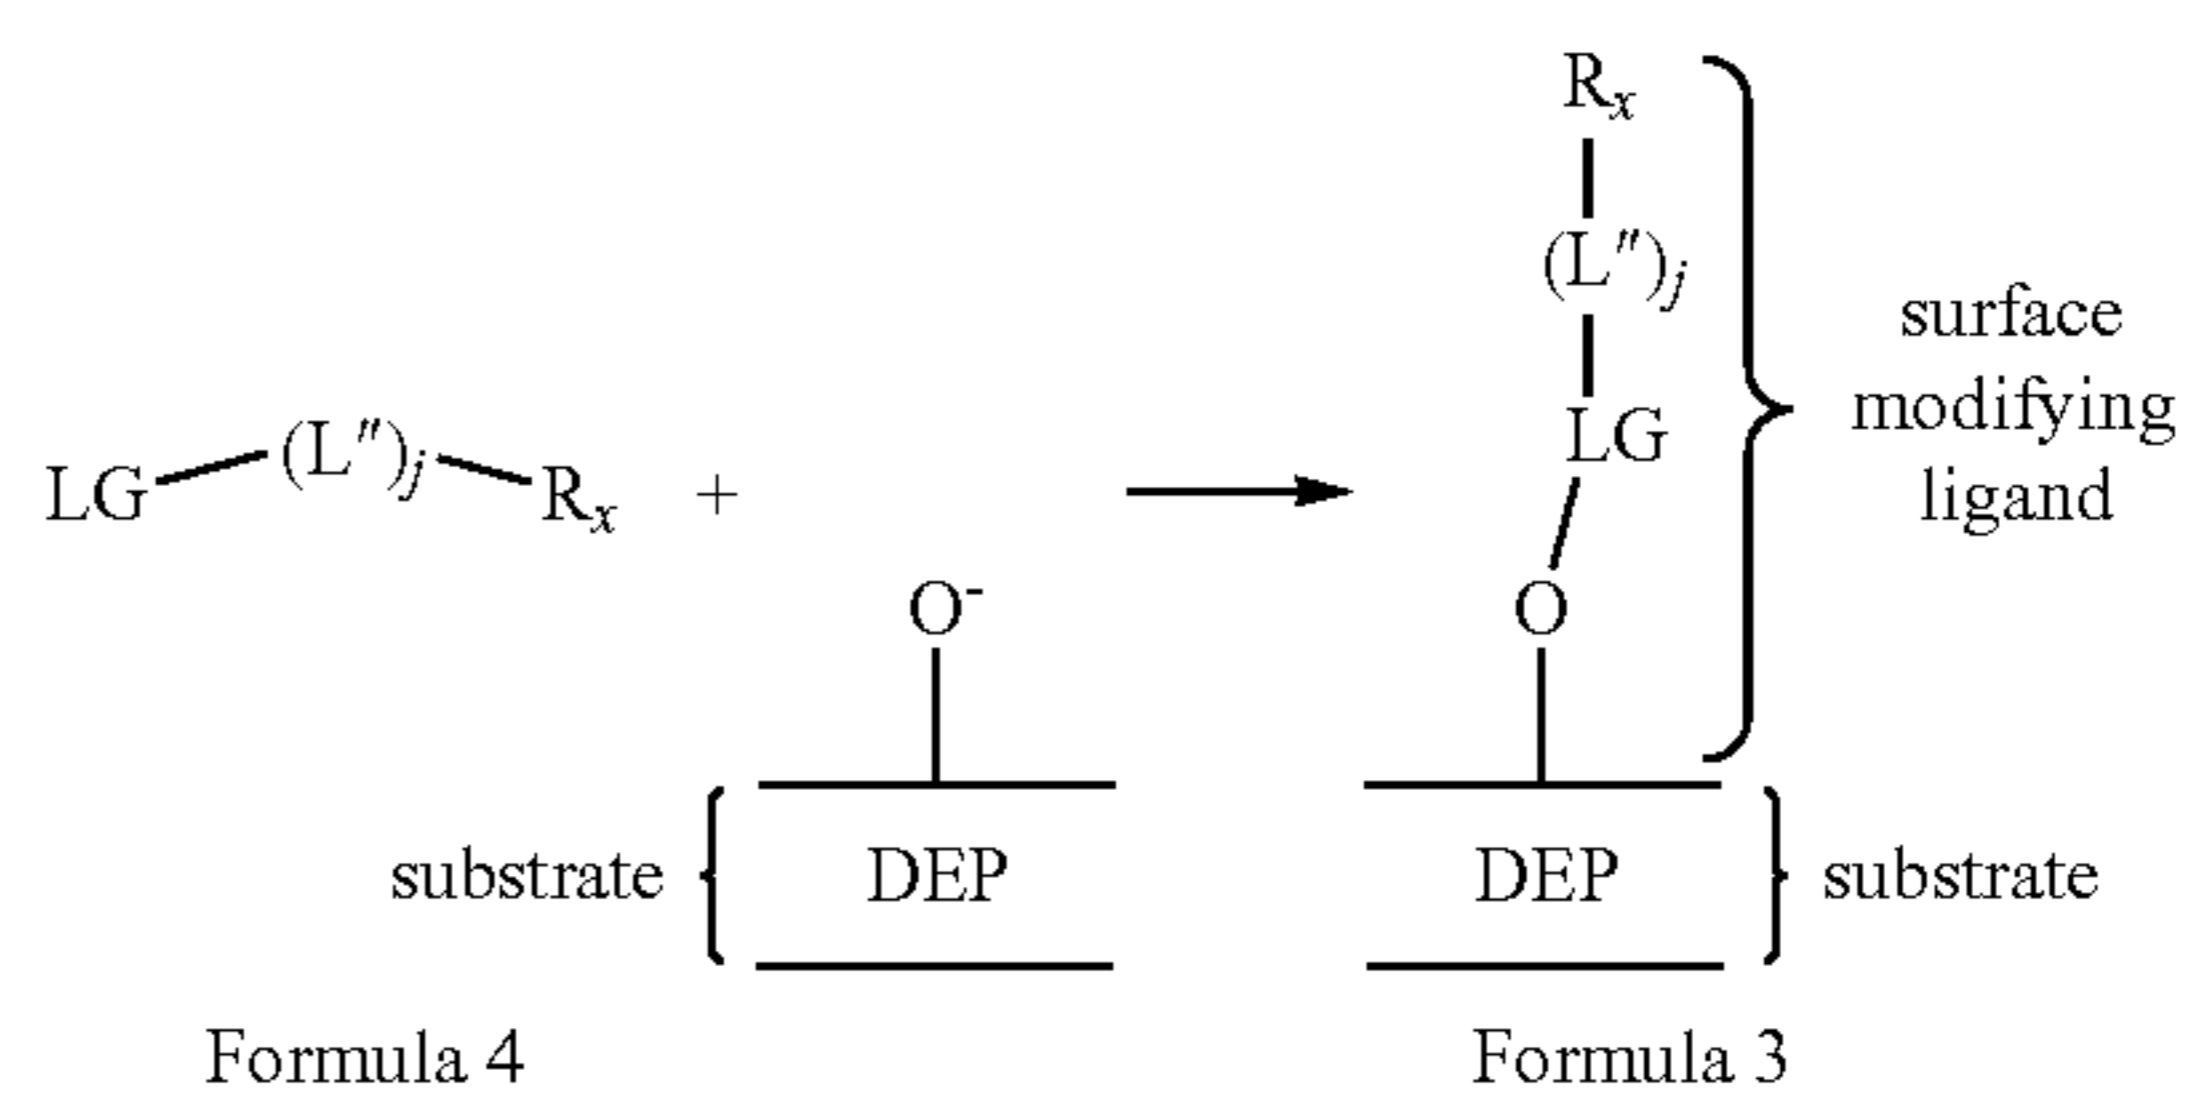 LG (L″)j Rx +
O-
substrate DEP
Formula 4
Rx
(L″)j
LG
O
surface
modifying
ligand
DEP substrate
Formula 3